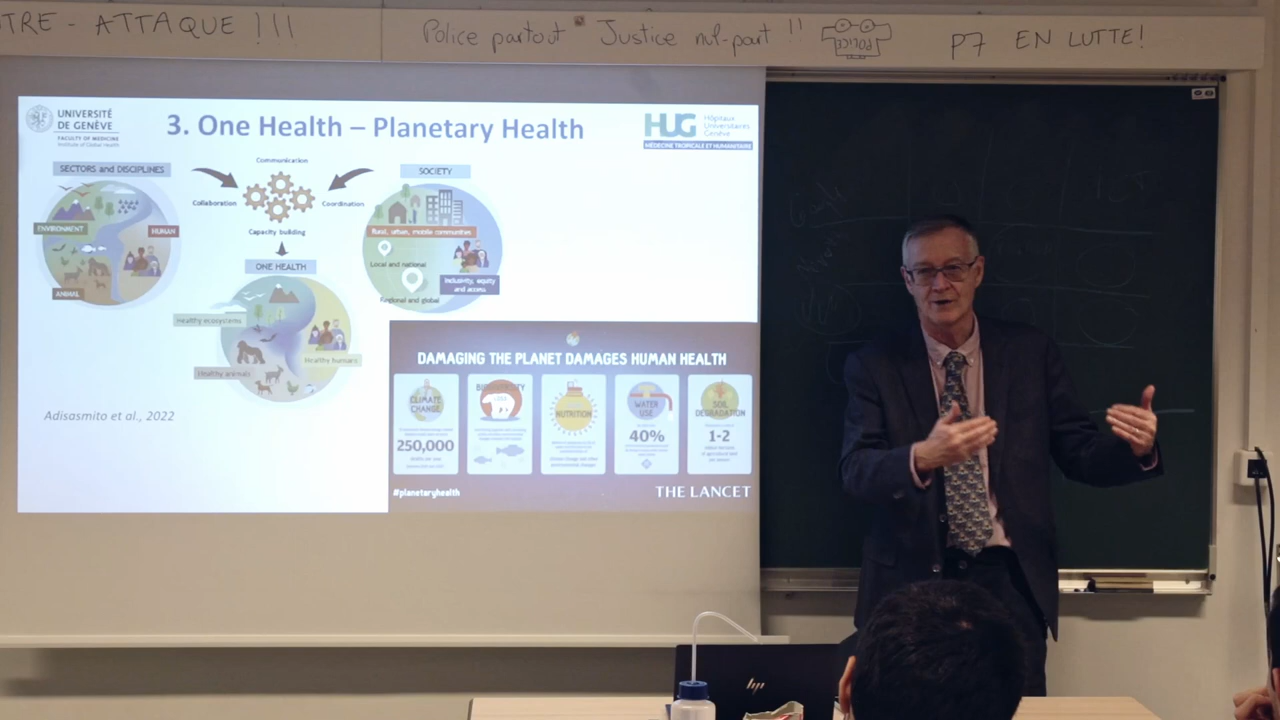 TRE - ATTAQUE !!!
Police partout Justice nul-part !!
POLICE
P7 EN LUTTE!
UNIVERSITÉ
DE GENÈVE
FACULTY OF MEDICINE
Institute of Global Health
3. One Health – Planetary Health
HUG
Hôpitaux
Universitaires
Genève
MÉDECINE TROPICALE ET HUMANITAIRE
SECTORS and DISCIPLINES
Communication
SOCIETY
Collaboration
Coordination
ENVIRONMENT
HUMAN
Rural, urban, mobile communities
Capacity building
Local and national
ONE HEALTH
Inclusivity, equity
and access
ANIMAL
Regional and global
Healthy ecosystems
Healthy humans
Healthy animals
Adisasmito et al., 2022
DAMAGING THE PLANET DAMAGES HUMAN HEALTH
CLIMATE
CHANGE
250,000
BIODIVERSITY
LOSS
NUTRITION
WATER
USE
40%
SOIL
DEGRADATION
1-2
#planetaryhealth
THE LANCET
hp